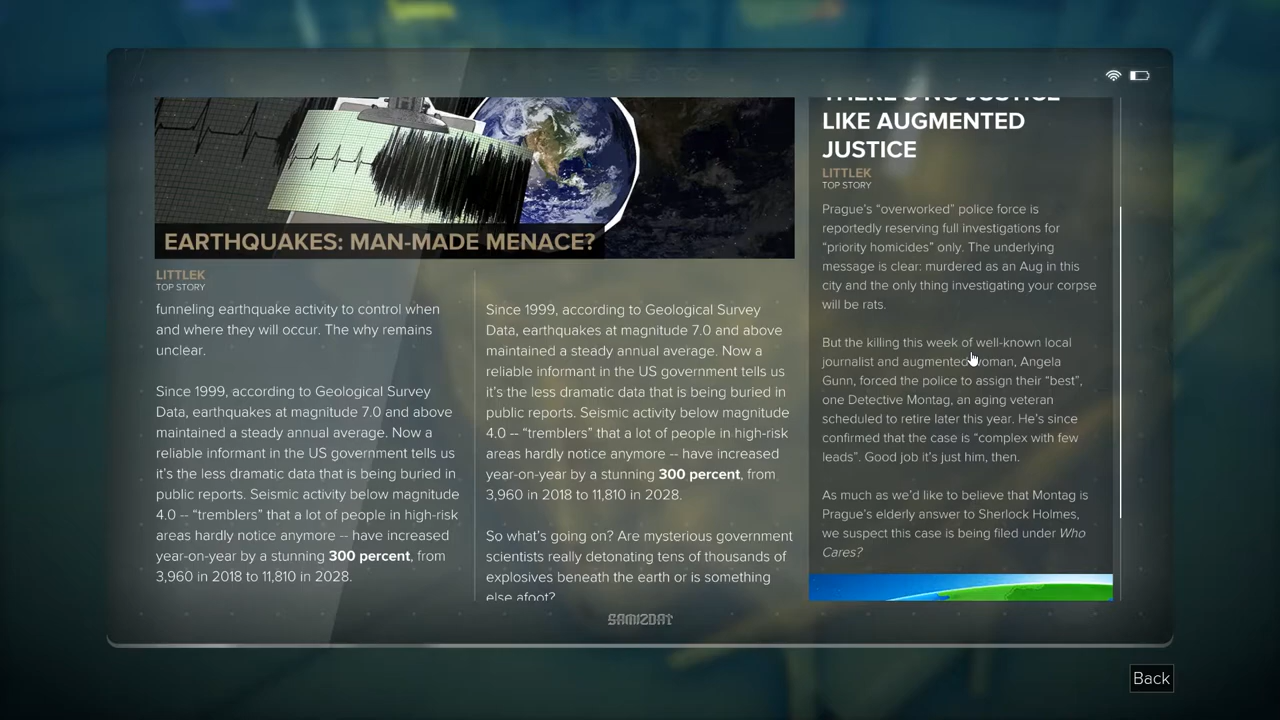 EARTHQUAKES: MAN-MADE MENACE?
LITTLEK
TOP STORY
funneling earthquake activity to control when
and where they will occur. The why remains
unclear.
Since 1999, according to Geological Survey
Data, earthquakes at magnitude 7.0 and above
maintained a steady annual average. Now a
reliable informant in the US government tells us
it's the less dramatic data that is being buried in
public reports. Seismic activity below magnitude
4.0 -- “tremblers” that a lot of people in high-risk
areas hardly notice anymore -- have increased
year-on-year by a stunning 300 percent, from
3,960 in 2018 to 11,810 in 2028.
Since 1999, according to Geological Survey
Data, earthquakes at magnitude 7.0 and above
maintained a steady annual average. Now a
reliable informant in the US government tells us
it's the less dramatic data that is being buried in
public reports. Seismic activity below magnitude
4.0 -- “tremblers” that a lot of people in high-risk
areas hardly notice anymore -- have increased
year-on-year by a stunning 300 percent, from
3,960 in 2018 to 11,810 in 2028.
So what's going on? Are mysterious government
scientists really detonating tens of thousands of
explosives beneath the earth or is something
else afoot?
THERE'S NO JUSTICE
LIKE AUGMENTED
JUSTICE
LITTLEK
TOP STORY
Prague's “overworked” police force is
reportedly reserving full investigations for
“priority homicides” only. The underlying
message is clear: murdered as an Aug in this
city and the only thing investigating your corpse
will be rats.
But the killing this week of well-known local
journalist and augmented woman, Angela
Gunn, forced the police to assign their “best”,
one Detective Montag, an aging veteran
scheduled to retire later this year. He's since
confirmed that the case is “complex with few
leads”. Good job it's just him, then.
As much as we'd like to believe that Montag is
Prague's elderly answer to Sherlock Holmes,
we suspect this case is being filed under Who
Cares?
SAMIZDAT
Back